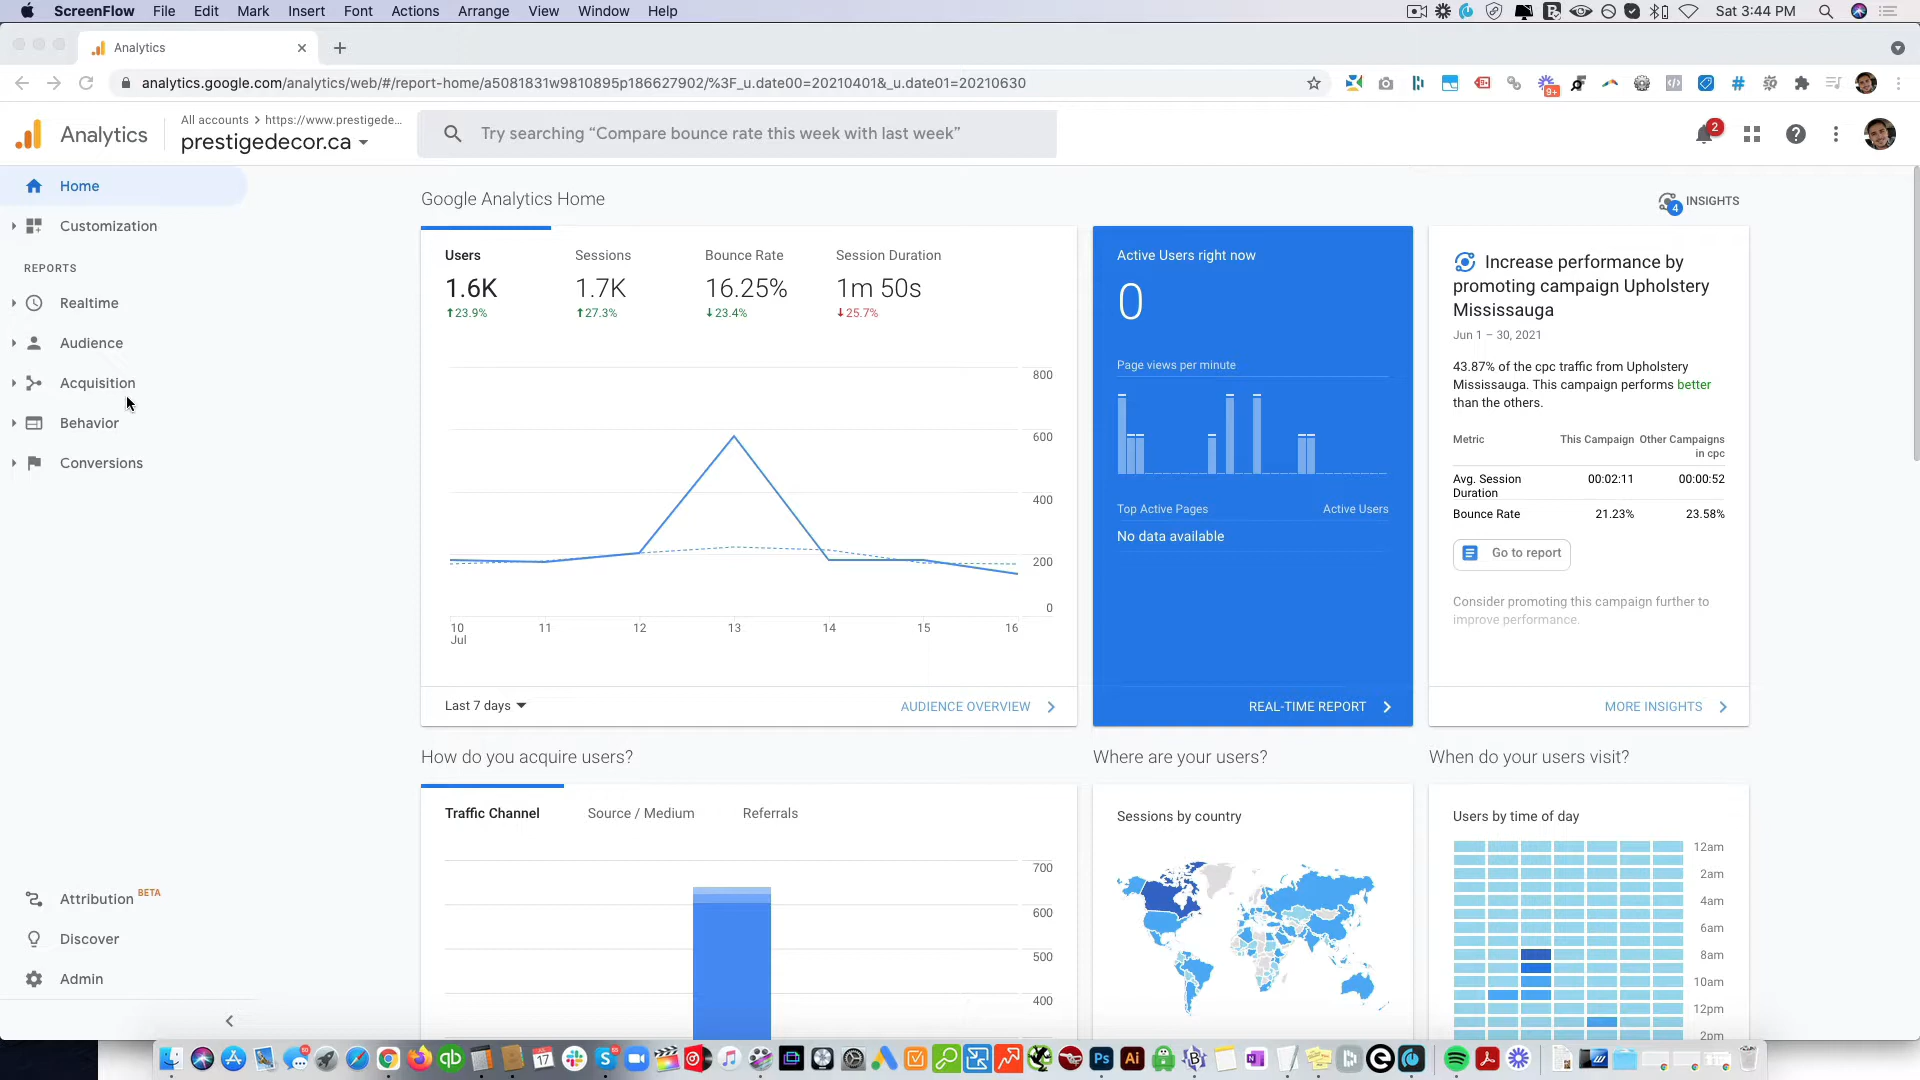 ScreenFlow File Edit Mark Insert Font Actions Arrange View Window Help Sat 3:44 PM
Analytics
analytics.google.com/analytics/web/#/report-home/a5081831w9810895p186627902/%3F_u.date00=20210401&_u.date01=20210630
9+
Analytics
All accounts > https://www.prestigede...
prestigedecor.ca
Try searching “Compare bounce rate this week with last week”
2
Home
Customization
REPORTS
Realtime
Audience
Acquisition
Behavior
Conversions
Attribution BETA
Discover
Admin
Google Analytics Home
4 INSIGHTS
Users Sessions Bounce Rate Session Duration
1.6K 1.7K 16.25% 1m 50s
23.9% 27.3% 23.4% 25.7%
800
600
400
200
0
10 11 12 13 14 15 16
Jul
Last 7 days
AUDIENCE OVERVIEW
Active Users right now
0
Page views per minute
Top Active Pages Active Users
No data available
REAL-TIME REPORT
Increase performance by
promoting campaign Upholstery
Mississauga
Jun 1 – 30, 2021
43.87% of the cpc traffic from Upholstery
Mississauga. This campaign performs better
than the others.
Metric This Campaign Other Campaigns
in cpc
Avg. Session 00:02:11 00:00:52
Duration
Bounce Rate 21.23% 23.58%
Go to report
Consider promoting this campaign further to
improve performance.
MORE INSIGHTS
How do you acquire users?
Traffic Channel Source / Medium Referrals
700
600
500
400
Where are your users?
Sessions by country
When do your users visit?
Users by time of day
12am
2am
4am
6am
8am
10am
12pm
2pm
17
Ps
Ai